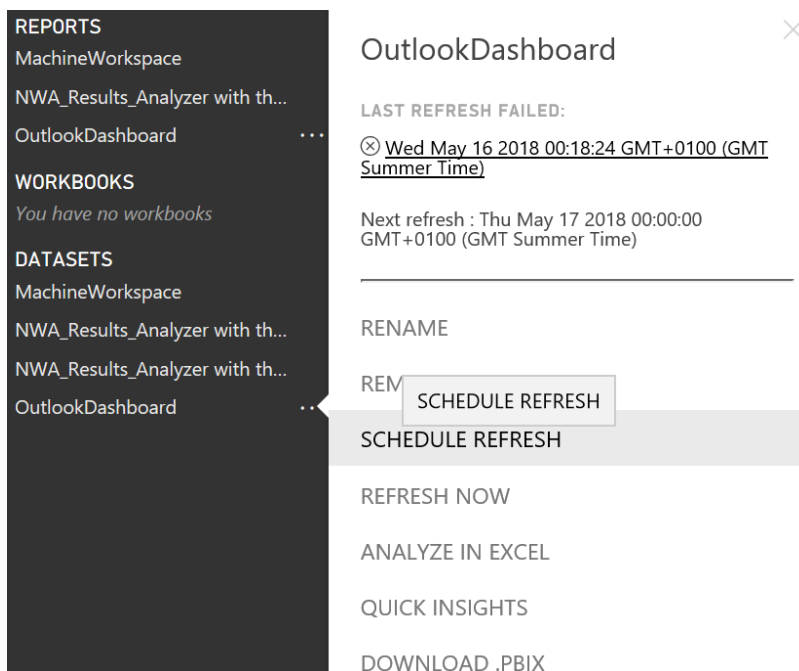 REPORTS
MachineWorkspace
NWA_Results_Analyzer with th...
OutlookDashboard
WORKBOOKS
You have no workbooks
DATASETS
MachineWorkspace
NWA_Results_Analyzer with th...
NWA_Results_Analyzer with th...
OutlookDashboard
OutlookDashboard
LAST REFRESH FAILED:
Wed May 16 2018 00:18:24 GMT+0100 (GMT
Summer Time)
Next refresh : Thu May 17 2018 00:00:00
GMT+0100 (GMT Summer Time)
RENAME
REM
SCHEDULE REFRESH
SCHEDULE REFRESH
REFRESH NOW
ANALYZE IN EXCEL
QUICK INSIGHTS
DOWNLOAD .PBIX